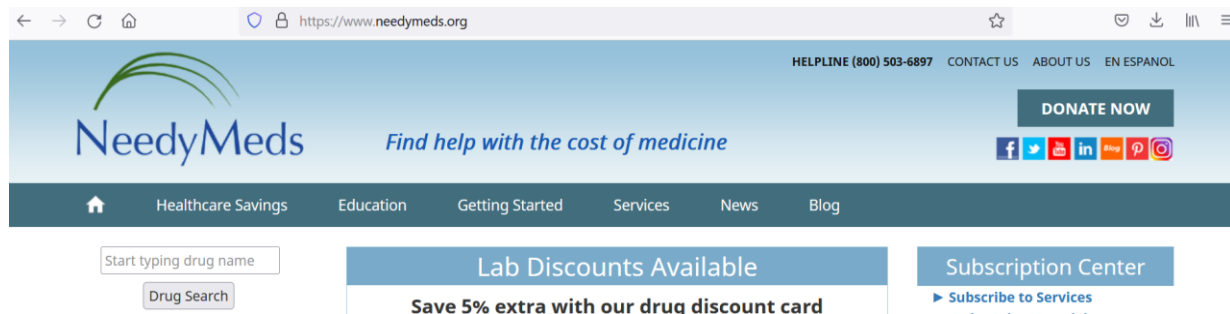 https://www.needymeds.org
HELPLINE (800) 503-6897 CONTACT US ABOUT US EN ESPANOL
DONATE NOW
NeedyMeds
Find help with the cost of medicine
Blog
Healthcare Savings Education Getting Started Services News Blog
Start typing drug name
Drug Search
Lab Discounts Available
Save 5% extra with our drug discount card
Subscription Center
Subscribe to Services